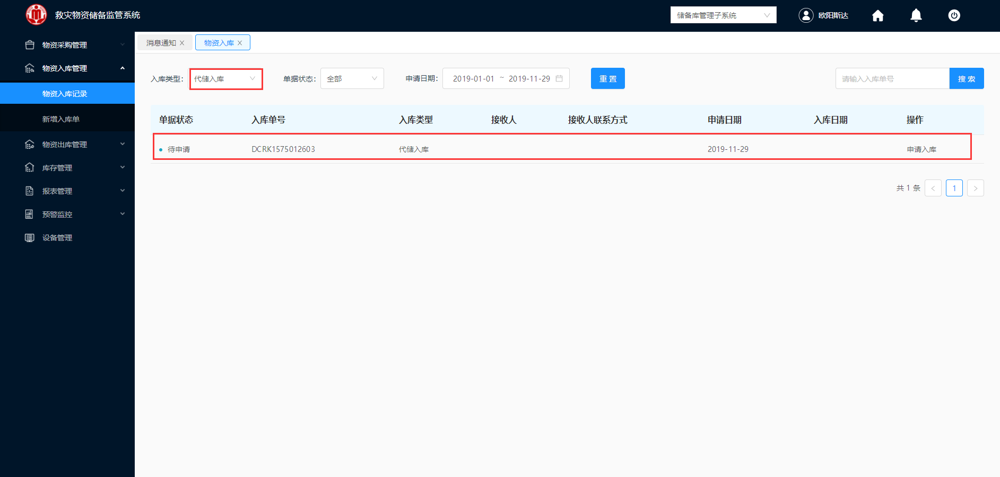 救灾物资储备监管系统
储备库管理子系统
欧阳斯达
物资采购管理
物资入库管理
物资入库记录
新增入库单
物资出库管理
库存管理
报表管理
预警监控
设备管理
消息通知
物资入库
入库类型: 代储入库 单据状态: 全部 申请日期: 2019-01-01 ~ 2019-11-29 重置 请输入入库单号 搜索
单据状态 入库单号 入库类型 接收人 接收人联系方式 申请日期 入库日期 操作
待申请 DCRK1575012603 代储入库 2019-11-29 申请入库
共 1 条 < 1 >